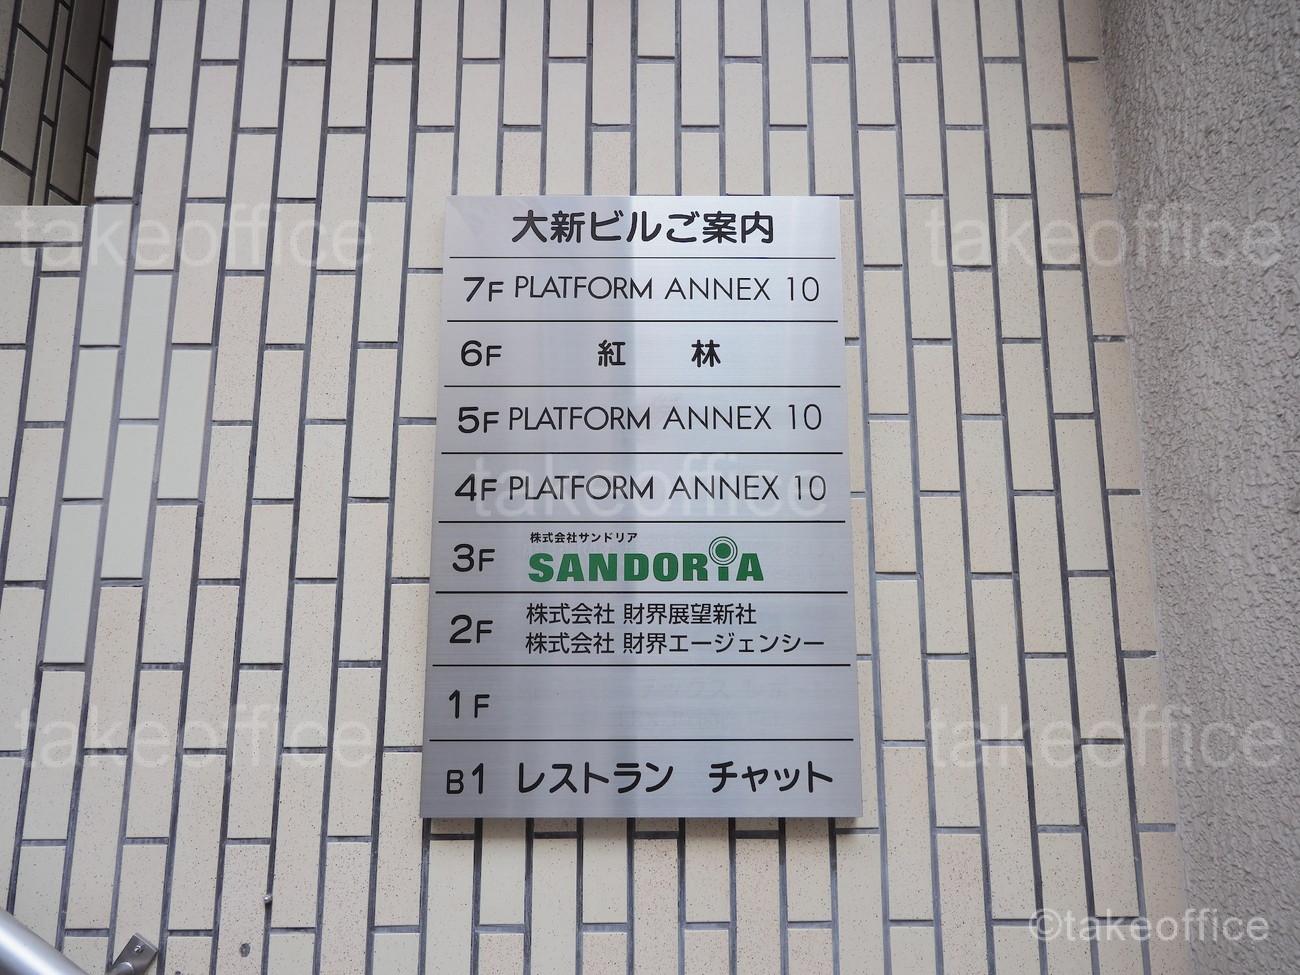 大新ビルご案内
7F PLATFORM ANNEX 10
6F 紅 林
5F PLATFORM ANNEX 10
4F PLATFORM ANNEX 10
3F 株式会社サンドリア
SANDORIA
2F 株式会社 財界展望新社
株式会社 財界エージェンシー
1F
B1 レストラン チャット
takeoffice
takeoffice
takeoffice
takeoffice
takeoffice
©takeoffice